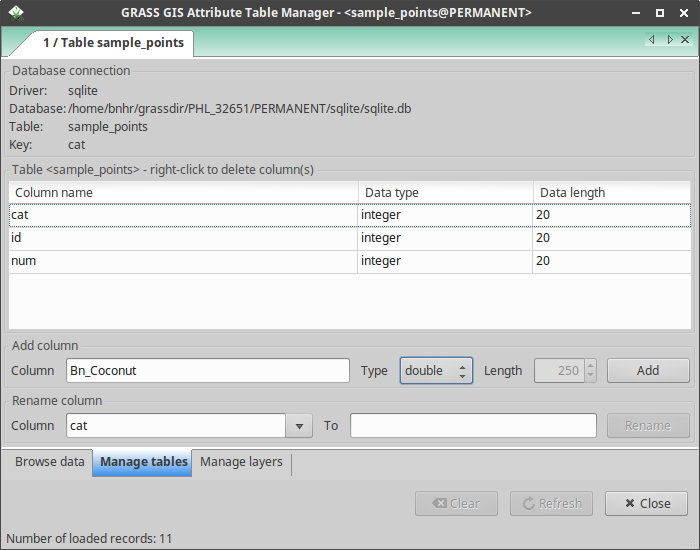 GRASS GIS Attribute Table Manager - <sample_points@PERMANENT>
1 / Table sample_points
Database connection
Driver: sqlite
Database: /home/bnhr/grassdir/PHL_32651/PERMANENT/sqlite/sqlite.db
Table: sample_points
Key: cat
Table <sample_points> - right-click to delete column(s)
Column name Data type Data length
cat integer 20
id integer 20
num integer 20
Add column
Column Bn_Coconut Type double Length 250 Add
Rename column
Column cat To Rename
Browse data Manage tables Manage layers
Clear Refresh Close
Number of loaded records: 11